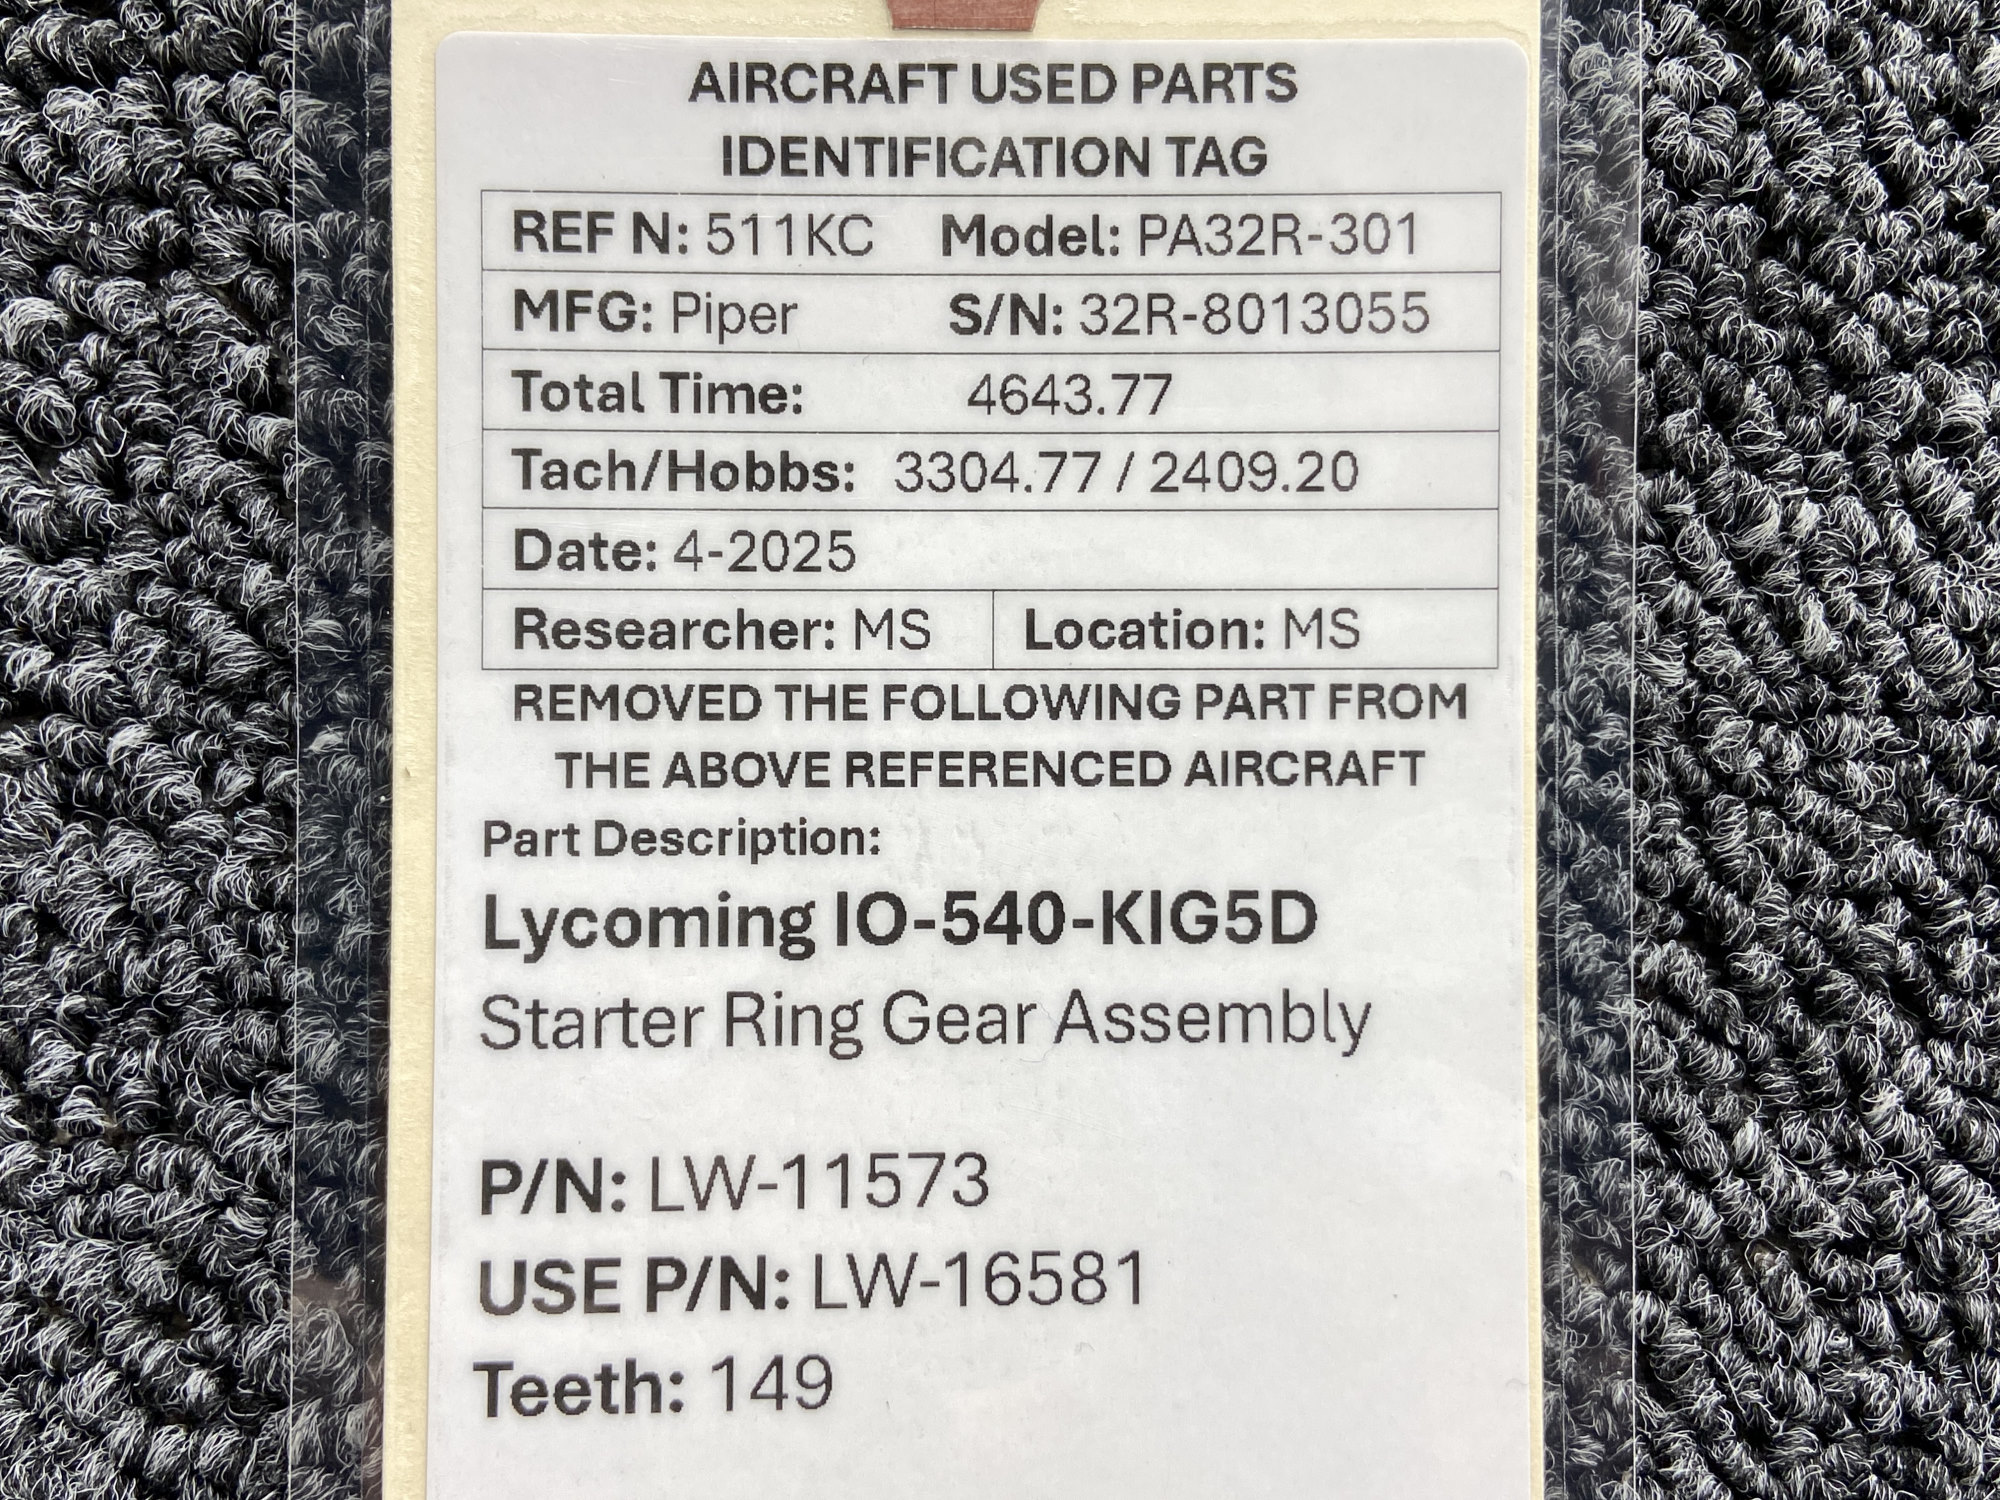 AIRCRAFT USED PARTS
IDENTIFICATION TAG
REF N: 511KC Model: PA32R-301
MFG: Piper S/N: 32R-8013055
Total Time: 4643.77
Tach/Hobbs: 3304.77 / 2409.20
Date: 4-2025
Researcher: MS Location: MS
REMOVED THE FOLLOWING PART FROM
THE ABOVE REFERENCED AIRCRAFT
Part Description:
Lycoming IO-540-KIG5D
Starter Ring Gear Assembly
P/N: LW-11573
USE P/N: LW-16581
Teeth: 149